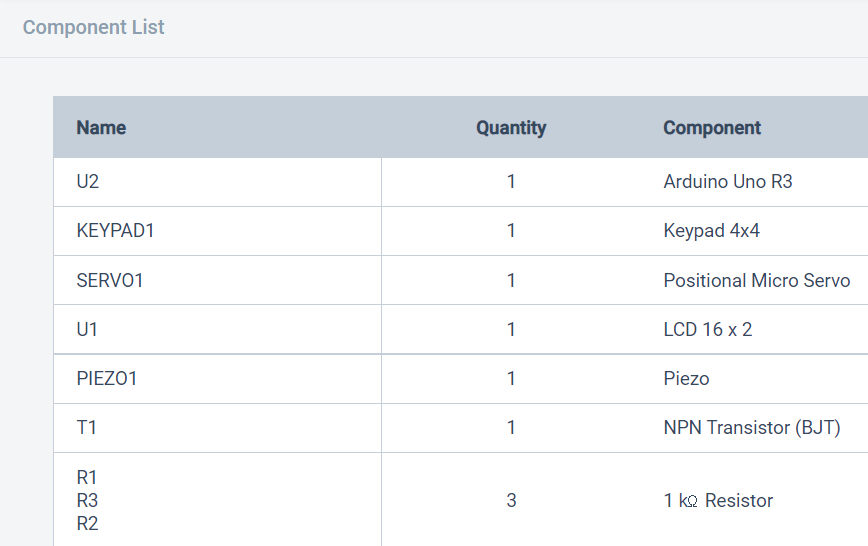 Component List
Name Quantity Component
U2 1 Arduino Uno R3
KEYPAD1 1 Keypad 4x4
SERVO1 1 Positional Micro Servo
U1 1 LCD 16 x 2
PIEZO1 1 Piezo
T1 1 NPN Transistor (BJT)
R1
R3 3 1 kΩ Resistor
R2